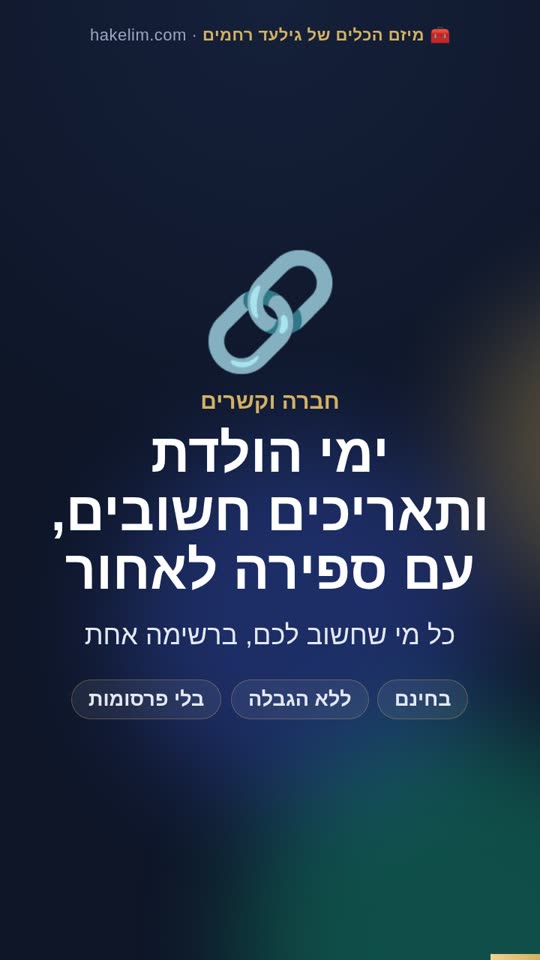 🧰 מיזם הכלים של גילעד רחמים · hakelim.com
חברה וקשרים
ימי הולדת
ותאריכים חשובים,
עם ספירה לאחור
כל מי שחשוב לכם, ברשימה אחת
בחינם
ללא הגבלה
בלי פרסומות